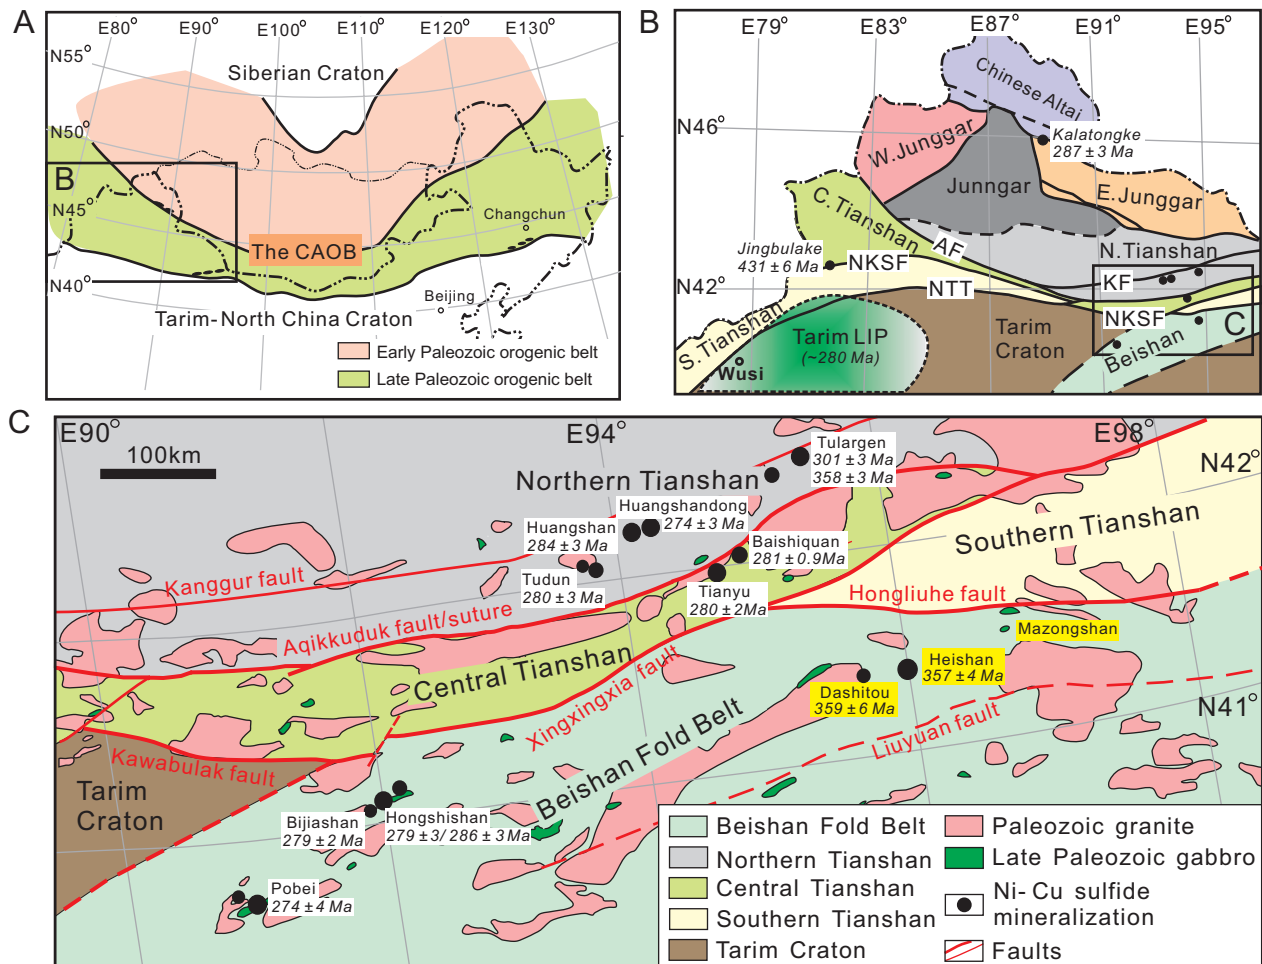 A
E80°
E90°
E100°
E110°
E120°
E130°
N55°
N50°
N45°
N40°
Siberian Craton
B
Changchun
The CAOB
Beijing
Tarim-North China Craton
Early Paleozoic orogenic belt
Late Paleozoic orogenic belt
B
E79°
E83°
E87°
E91°
E95°
N46°
N42°
Chinese Altai
Kalatongke
287 ± 3 Ma
W.Junggar
Junngar
E.Junggar
C.Tianshan
AF
N.Tianshan
Jingbulake
431 ± 6 Ma
NKSF
KF
NTT
NKSF
C
S.Tianshan
Tarim LIP
(~280 Ma)
Wusi
Tarim
Craton
Beishan
C
E90°
E94°
E98°
N42°
N41°
100km
Tulargen
301 ± 3 Ma
358 ± 3 Ma
Northern Tianshan
Huangshandong
274 ± 3 Ma
Huangshan
284 ± 3 Ma
Baishiquan
281 ± 0.9Ma
Tudun
280 ± 3 Ma
Tianyu
280 ± 2Ma
Southern Tianshan
Kanggur fault
Aqikkuduk fault/suture
Hongliuhe fault
Mazongshan
Central Tianshan
Xingxingxia fault
Heishan
357 ± 4 Ma
Dashitou
359 ± 6 Ma
Liuyuan fault
Kawabulak fault
Beishan Fold Belt
Tarim
Craton
Bijiashan
279 ± 2 Ma
Hongshishan
279 ± 3/ 286 ± 3 Ma
Pobei
274 ± 4 Ma
Beishan Fold Belt
Northern Tianshan
Central Tianshan
Southern Tianshan
Tarim Craton
Paleozoic granite
Late Paleozoic gabbro
Ni-Cu sulfide
mineralization
Faults